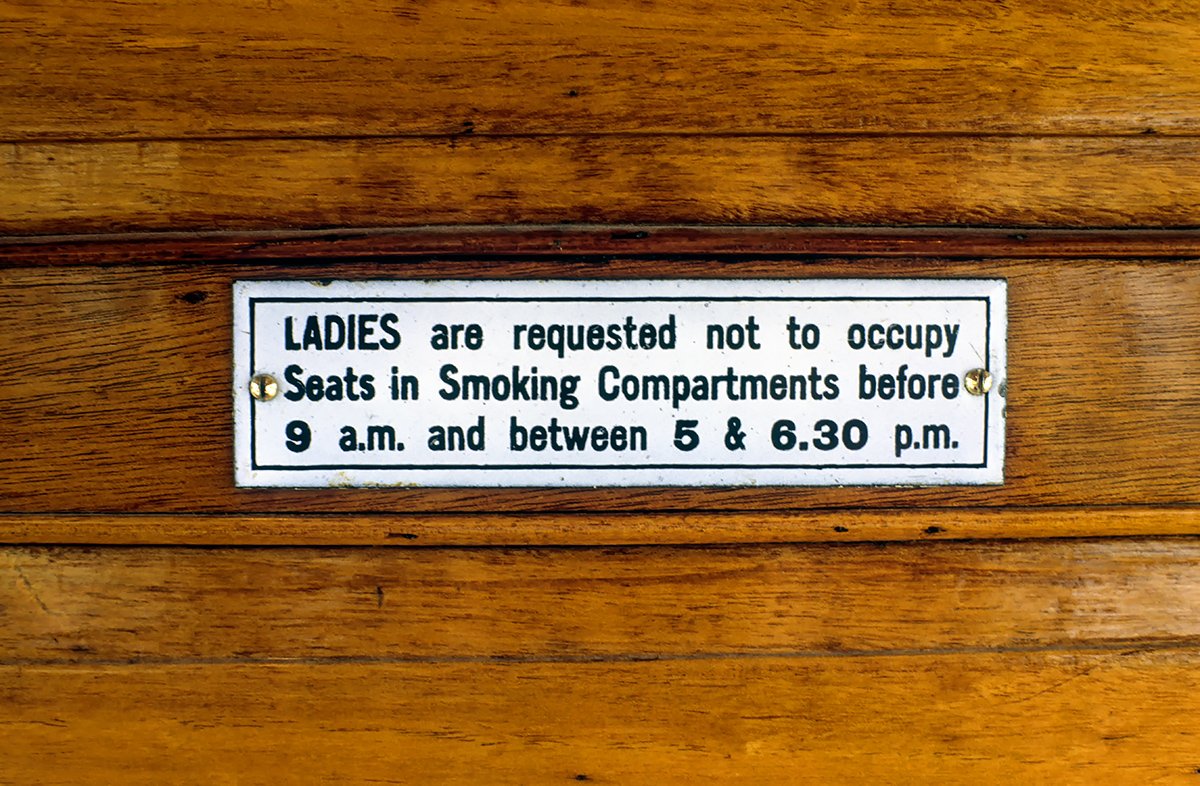 LADIES are requested not to occupy
Seats in Smoking Compartments before
9 a.m. and between 5 & 6.30 p.m.